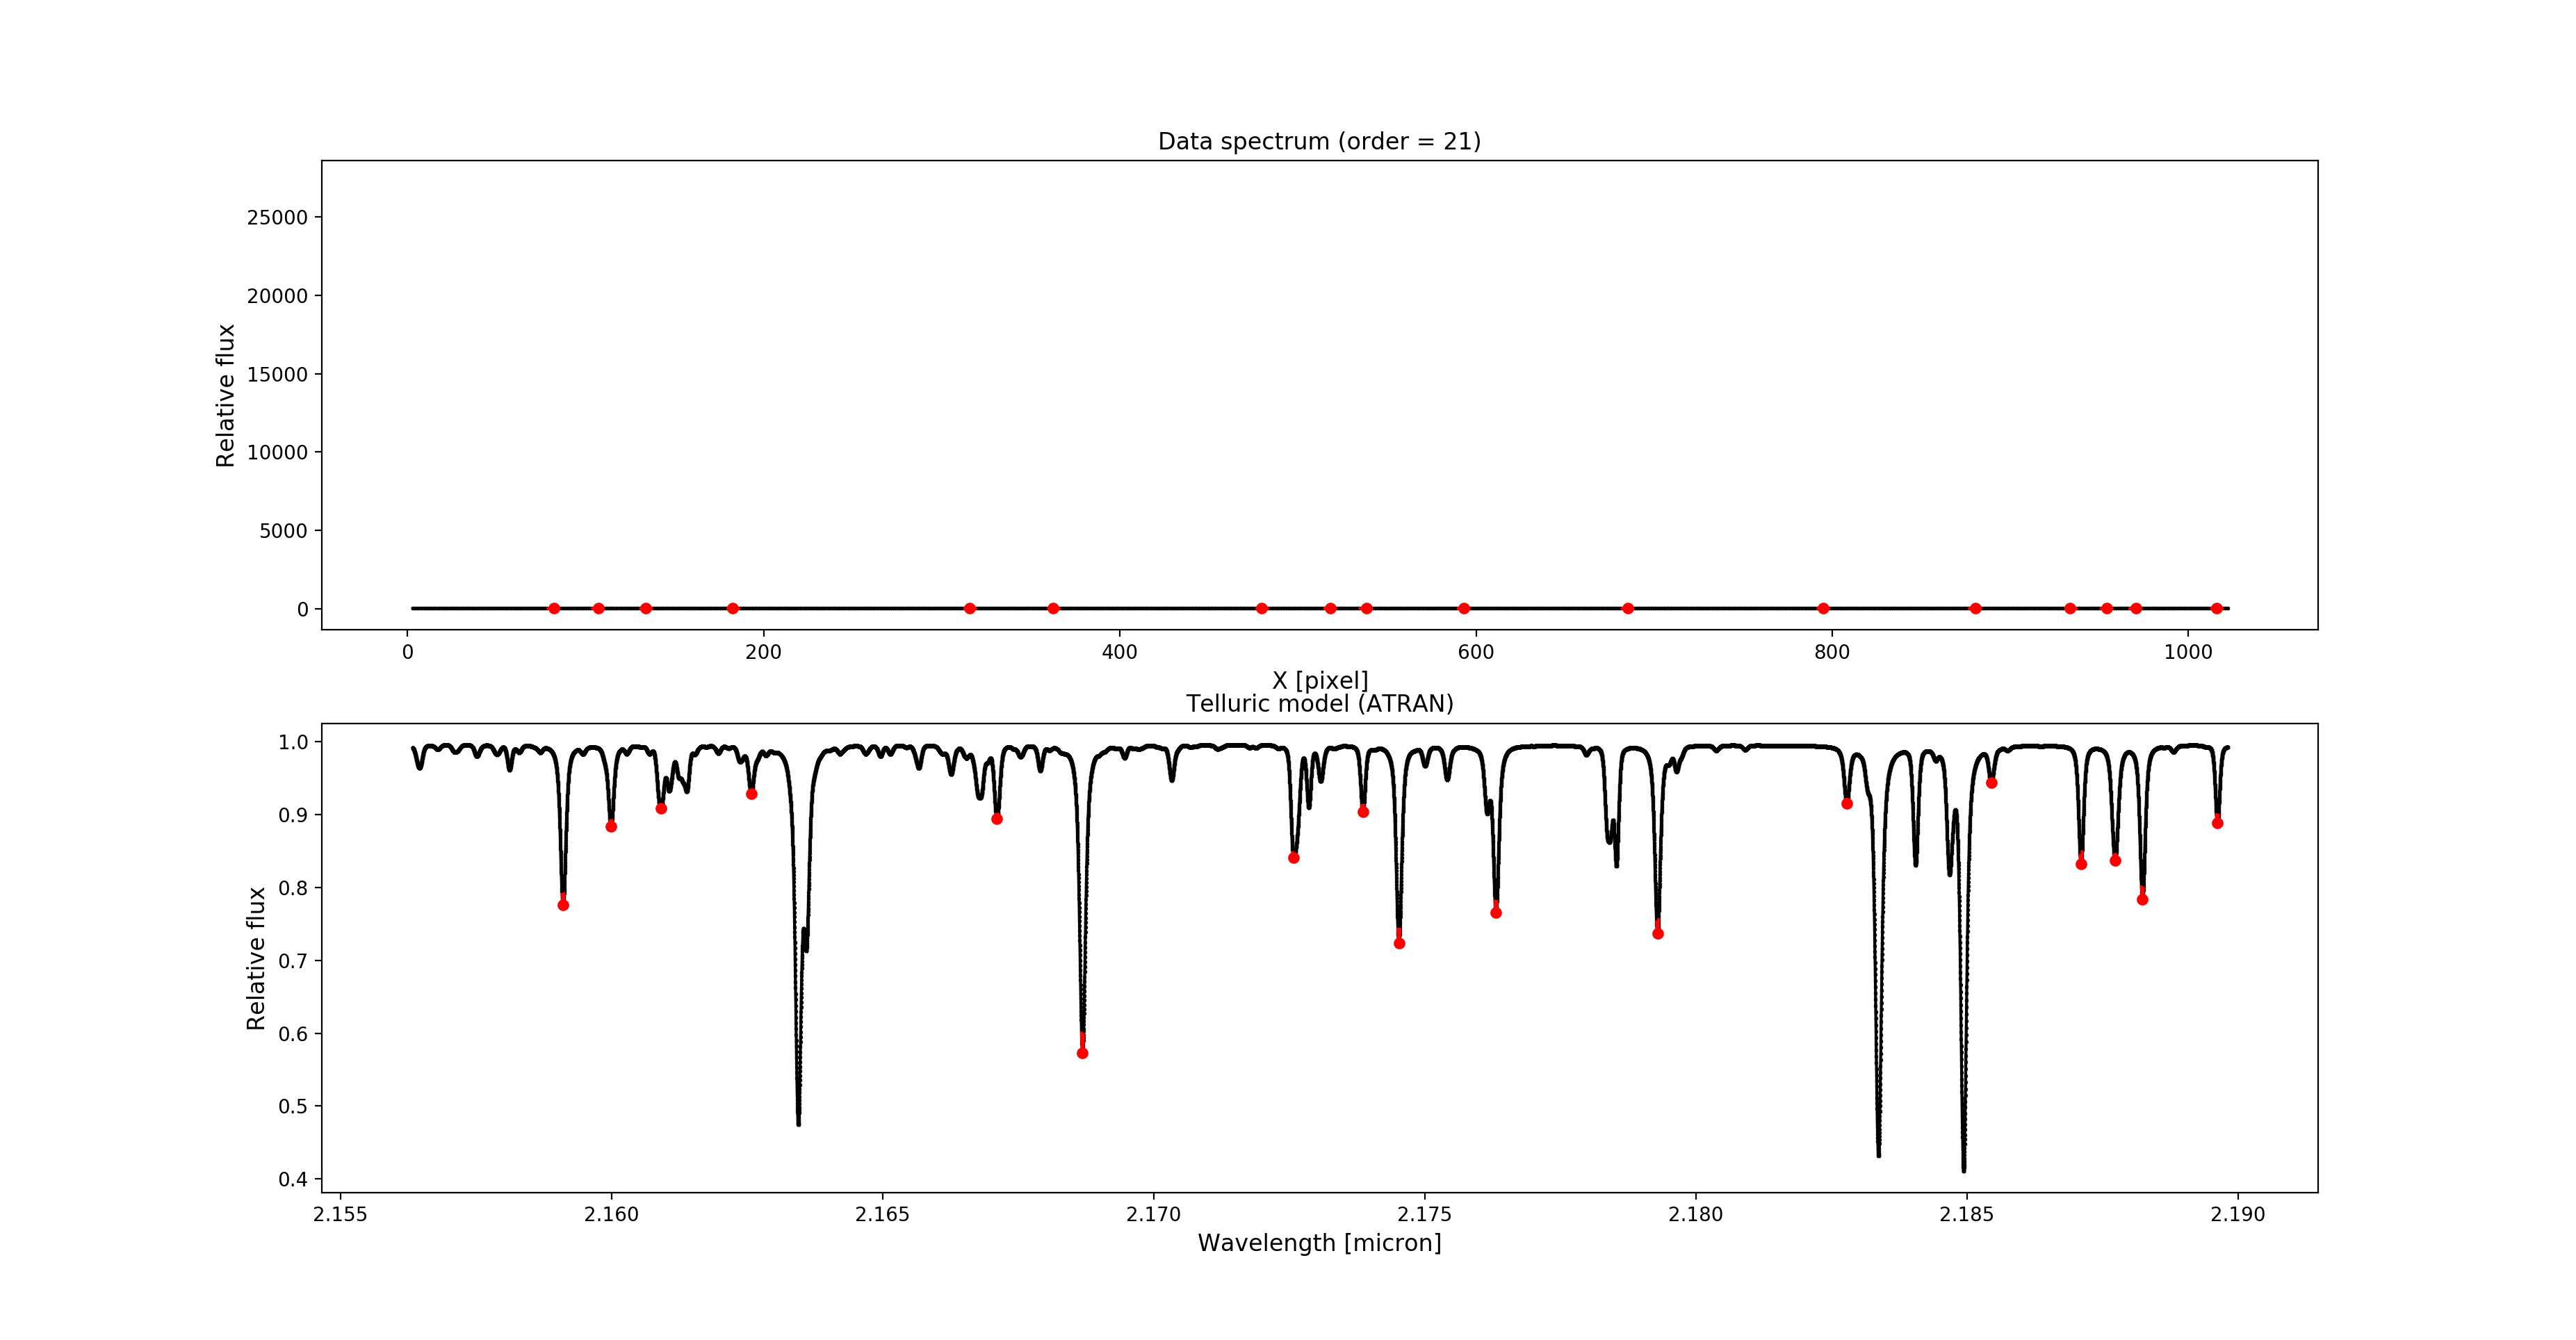 Data spectrum (order = 21)
Relative flux
25000
20000
15000
10000
5000
0
0 200 400 600 800 1000
X [pixel]
Telluric model (ATRAN)
Relative flux
1.0
0.9
0.8
0.7
0.6
0.5
0.4
2.155 2.160 2.165 2.170 2.175 2.180 2.185 2.190
Wavelength [micron]